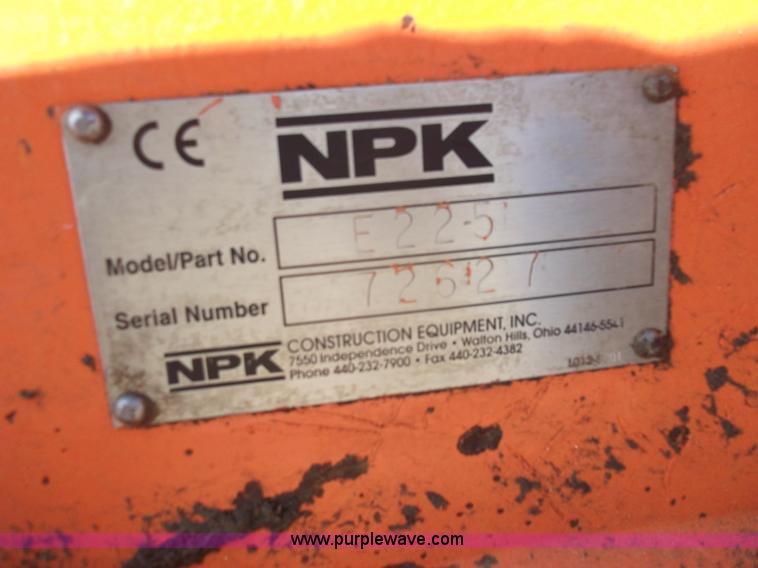 CE
NPK
Model/Part No. E225
Serial Number 72627
NPK CONSTRUCTION EQUIPMENT, INC.
7550 Independence Drive • Walton Hills, Ohio 44146-5541
Phone 440-232-7900 • Fax 440-232-4382
www.purplewave.com